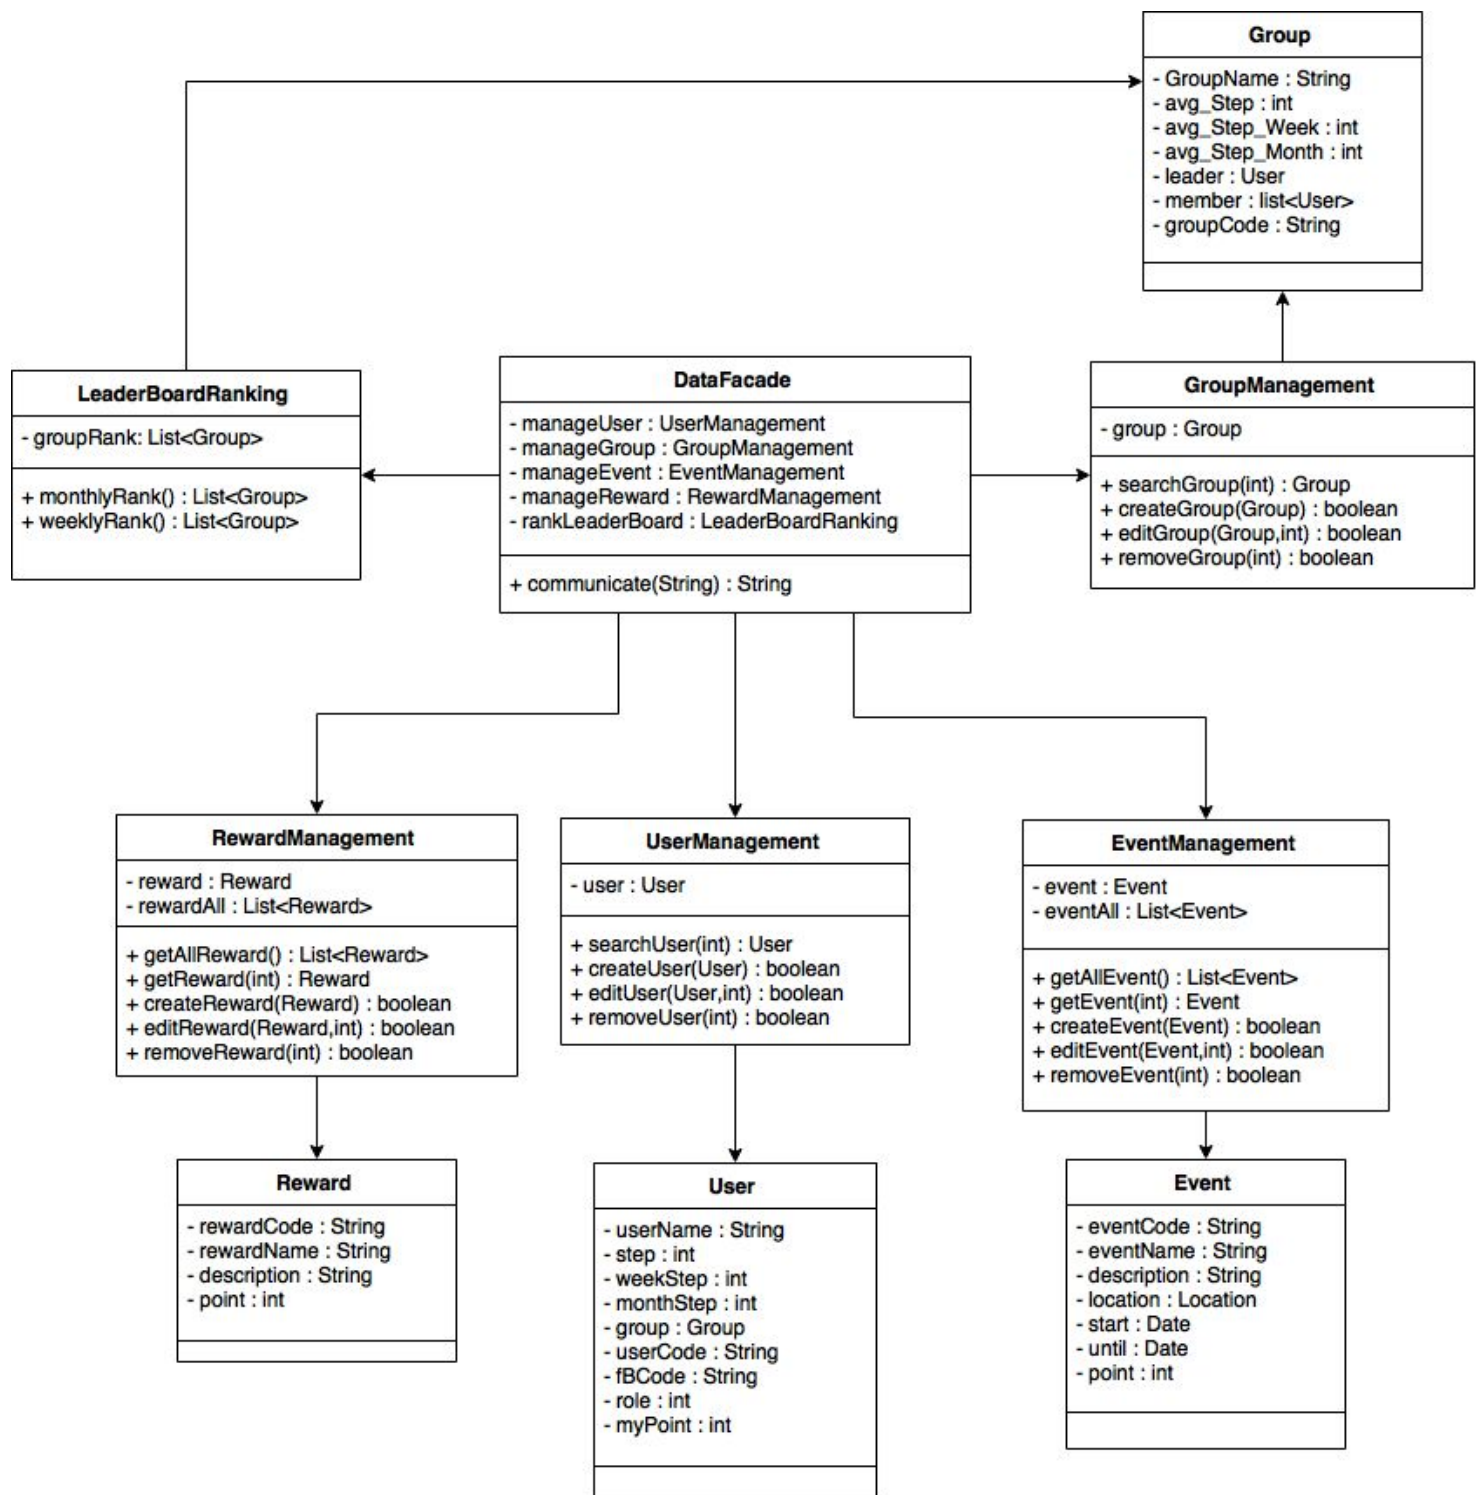 Group
- GroupName : String
- avg_Step : int
- avg_Step_Week : int
- avg_Step_Month : int
- leader : User
- member : list<User>
- groupCode : String
LeaderBoardRanking
- groupRank: List<Group>
+ monthlyRank() : List<Group>
+ weeklyRank() : List<Group>
DataFacade
- manageUser : UserManagement
- manageGroup : GroupManagement
- manageEvent : EventManagement
- manageReward : RewardManagement
- rankLeaderBoard : LeaderBoardRanking
+ communicate(String) : String
GroupManagement
- group : Group
+ searchGroup(int) : Group
+ createGroup(Group) : boolean
+ editGroup(Group,int) : boolean
+ removeGroup(int) : boolean
RewardManagement
- reward : Reward
- rewardAll : List<Reward>
+ getAllReward() : List<Reward>
+ getReward(int) : Reward
+ createReward(Reward) : boolean
+ editReward(Reward,int) : boolean
+ removeReward(int) : boolean
UserManagement
- user : User
+ searchUser(int) : User
+ createUser(User) : boolean
+ editUser(User,int) : boolean
+ removeUser(int) : boolean
EventManagement
- event : Event
- eventAll : List<Event>
+ getAllEvent() : List<Event>
+ getEvent(int) : Event
+ createEvent(Event) : boolean
+ editEvent(Event,int) : boolean
+ removeEvent(int) : boolean
Reward
- rewardCode : String
- rewardName : String
- description : String
- point : int
User
- userName : String
- step : int
- weekStep : int
- monthStep : int
- group : Group
- userCode : String
- fBCode : String
- role : int
- myPoint : int
Event
- eventCode : String
- eventName : String
- description : String
- location : Location
- start : Date
- until : Date
- point : int